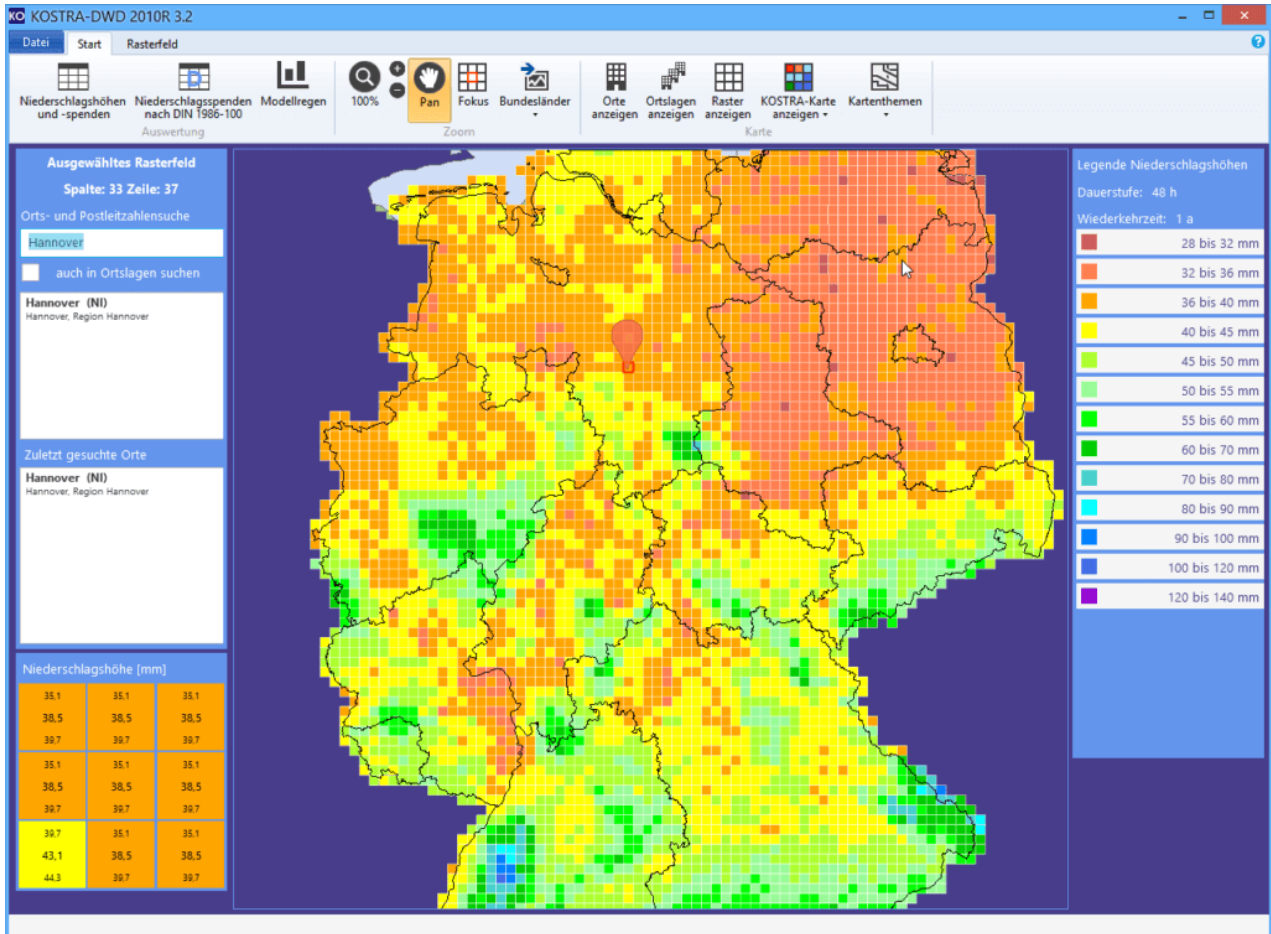 KO KOSTRA-DWD 2010R 3.2
Datei Start Rasterfeld
Niederschlagshöhen und -spenden
Niederschlagsspenden nach DIN 1986-100
Modellregen
100%
Pan
Fokus
Bundesländer
Orte anzeigen
Ortslagen anzeigen
Raster anzeigen
KOSTRA-Karte anzeigen
Kartenthemen
Auswertung
Zoom
Karte
Ausgewähltes Rasterfeld
Spalte: 33 Zeile: 37
Orts- und Postleitzahlensuche
Hannover
auch in Ortslagen suchen
Hannover (NI)
Hannover, Region Hannover
Zuletzt gesuchte Orte
Hannover (NI)
Hannover, Region Hannover
Niederschlagshöhe [mm]
35,1 35,1 35,1
38,5 38,5 38,5
39,7 39,7 39,7
35,1 35,1 35,1
38,5 38,5 38,5
39,7 39,7 39,7
39,7 35,1 35,1
43,1 38,5 38,5
44,3 39,7 39,7
Legende Niederschlagshöhen
Dauerstufe: 48 h
Wiederkehrzeit: 1 a
28 bis 32 mm
32 bis 36 mm
36 bis 40 mm
40 bis 45 mm
45 bis 50 mm
50 bis 55 mm
55 bis 60 mm
60 bis 70 mm
70 bis 80 mm
80 bis 90 mm
90 bis 100 mm
100 bis 120 mm
120 bis 140 mm